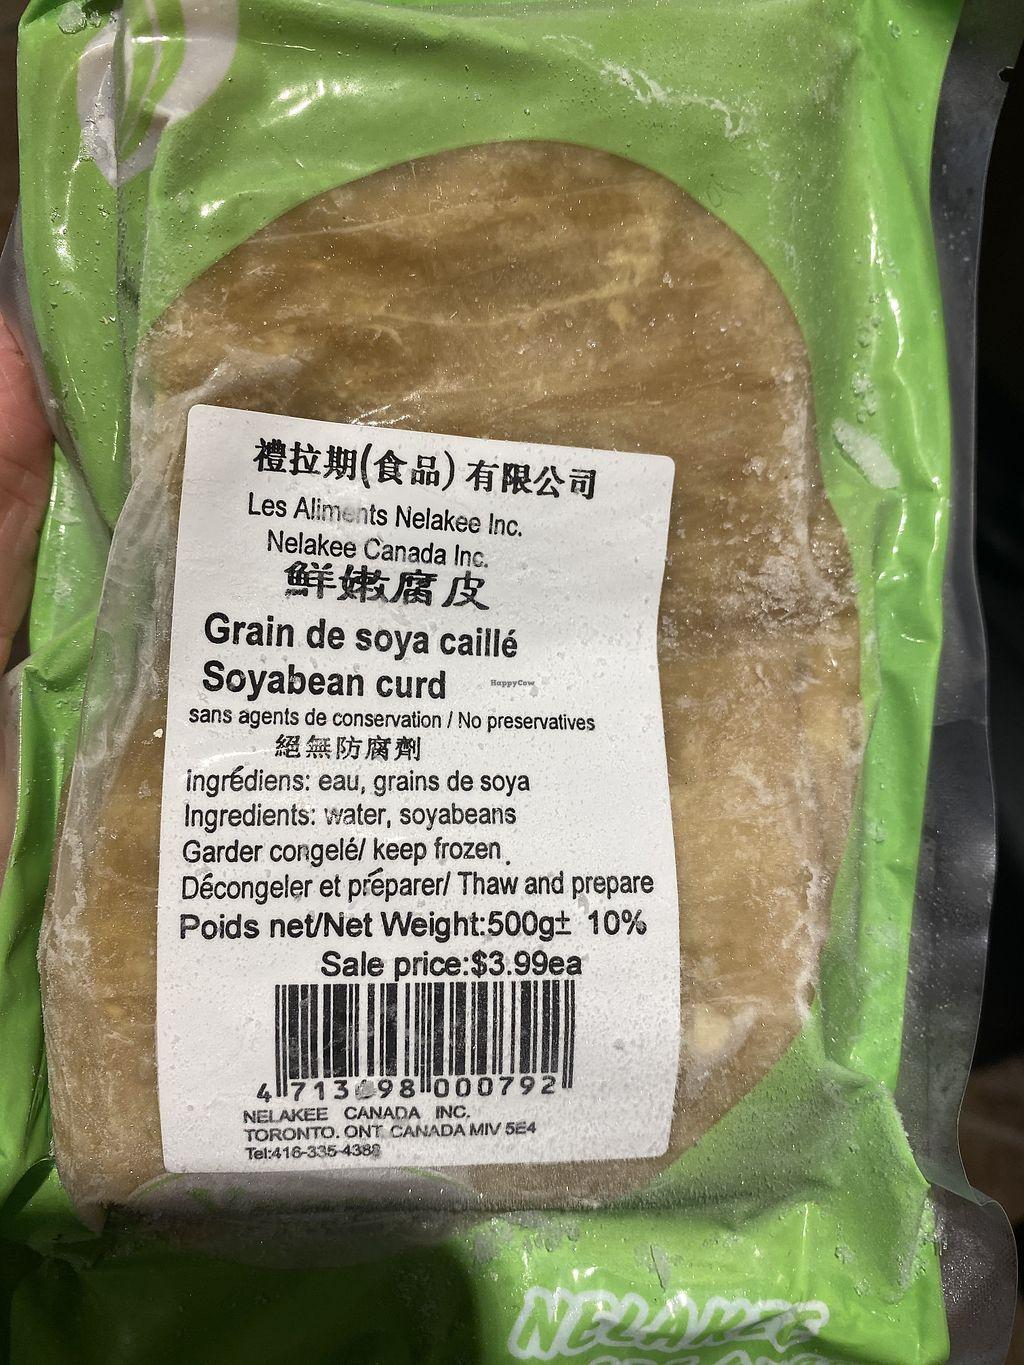 禮拉期(食品)有限公司
Les Aliments Nelakee Inc.
Nelakee Canada Inc.
鮮嫩腐皮
Grain de soya caillé
Soyabean curd
HappyCow
sans agents de conservation / No preservatives
絕無防腐劑
ingrédiens: eau, grains de soya
Ingredients: water, soyabeans
Garder congelé/ keep frozen.
Décongeler et préparer/ Thaw and prepare
Poids net/Net Weight:500g± 10%
Sale price:$3.99ea
NELAKEE CANADA INC.
TORONTO. ONT CANADA MIV 5E4
NELAKEE